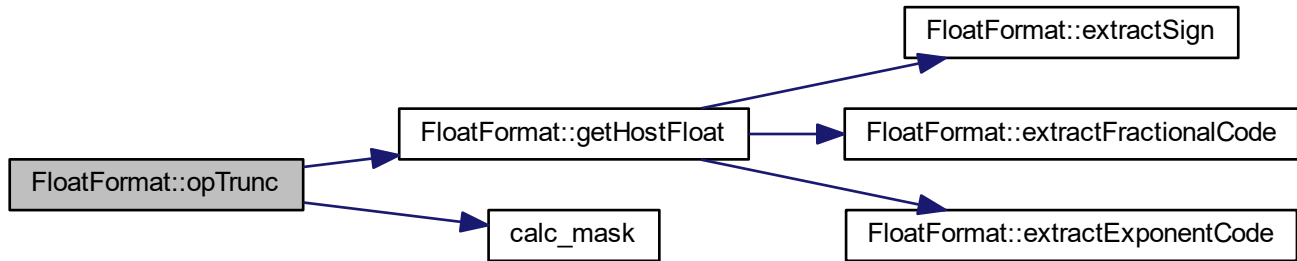 FloatFormat::extractSign
FloatFormat::getHostFloat
FloatFormat::extractFractionalCode
FloatFormat::opTrunc
calc_mask
FloatFormat::extractExponentCode